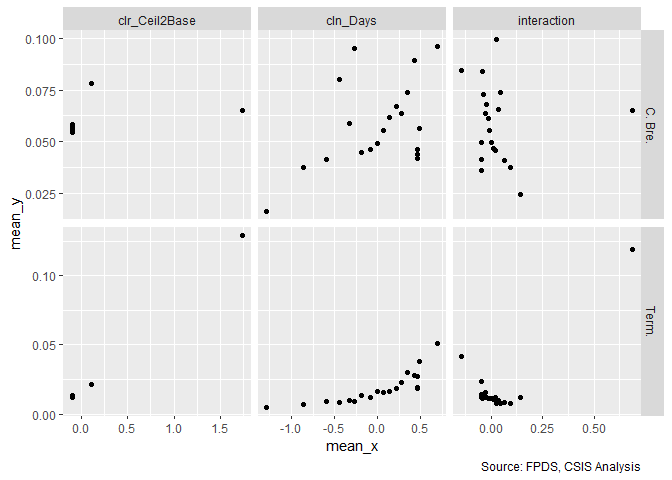 clr_Ceil2Base cln_Days interaction
0.100
0.075
0.050
0.025
C. Bre.
mean_y
0.10
0.05
0.00
Term.
0.0 0.5 1.0 1.5 -1.0 -0.5 0.0 0.5 0.00 0.25 0.50
mean_x
Source: FPDS, CSIS Analysis